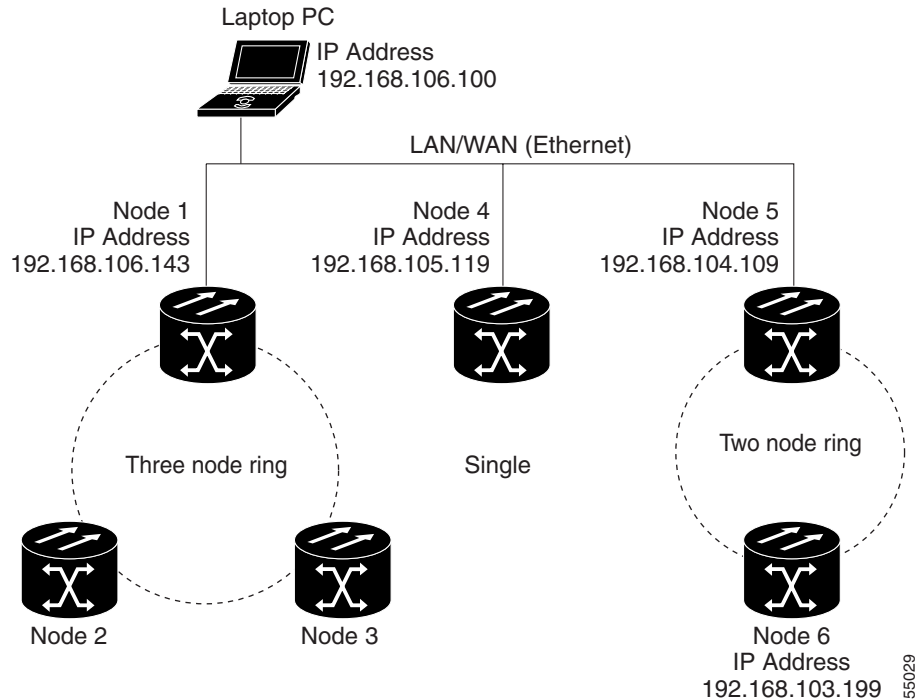 Laptop PC
IP Address
192.168.106.100
LAN/WAN (Ethernet)
Node 1
IP Address
192.168.106.143
Node 4
IP Address
192.168.105.119
Node 5
IP Address
192.168.104.109
Three node ring
Single
Two node ring
Node 2
Node 3
Node 6
IP Address
192.168.103.199
55029